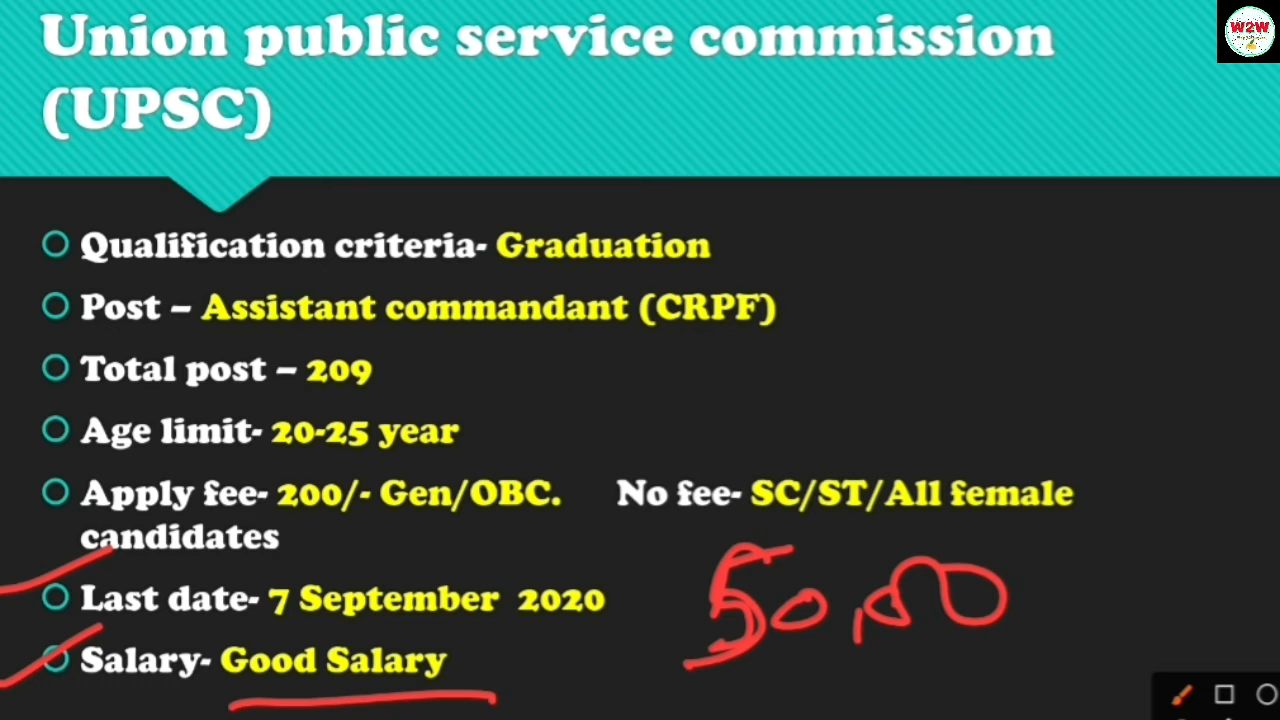 Union public service commission
(UPSC)
W2W
Qualification criteria- Graduation
Post – Assistant commandant (CRPF)
Total post – 209
Age limit- 20-25 year
Apply fee- 200/- Gen/OBC. No fee- SC/ST/All female
candidates
Last date- 7 September 2020
Salary- Good Salary